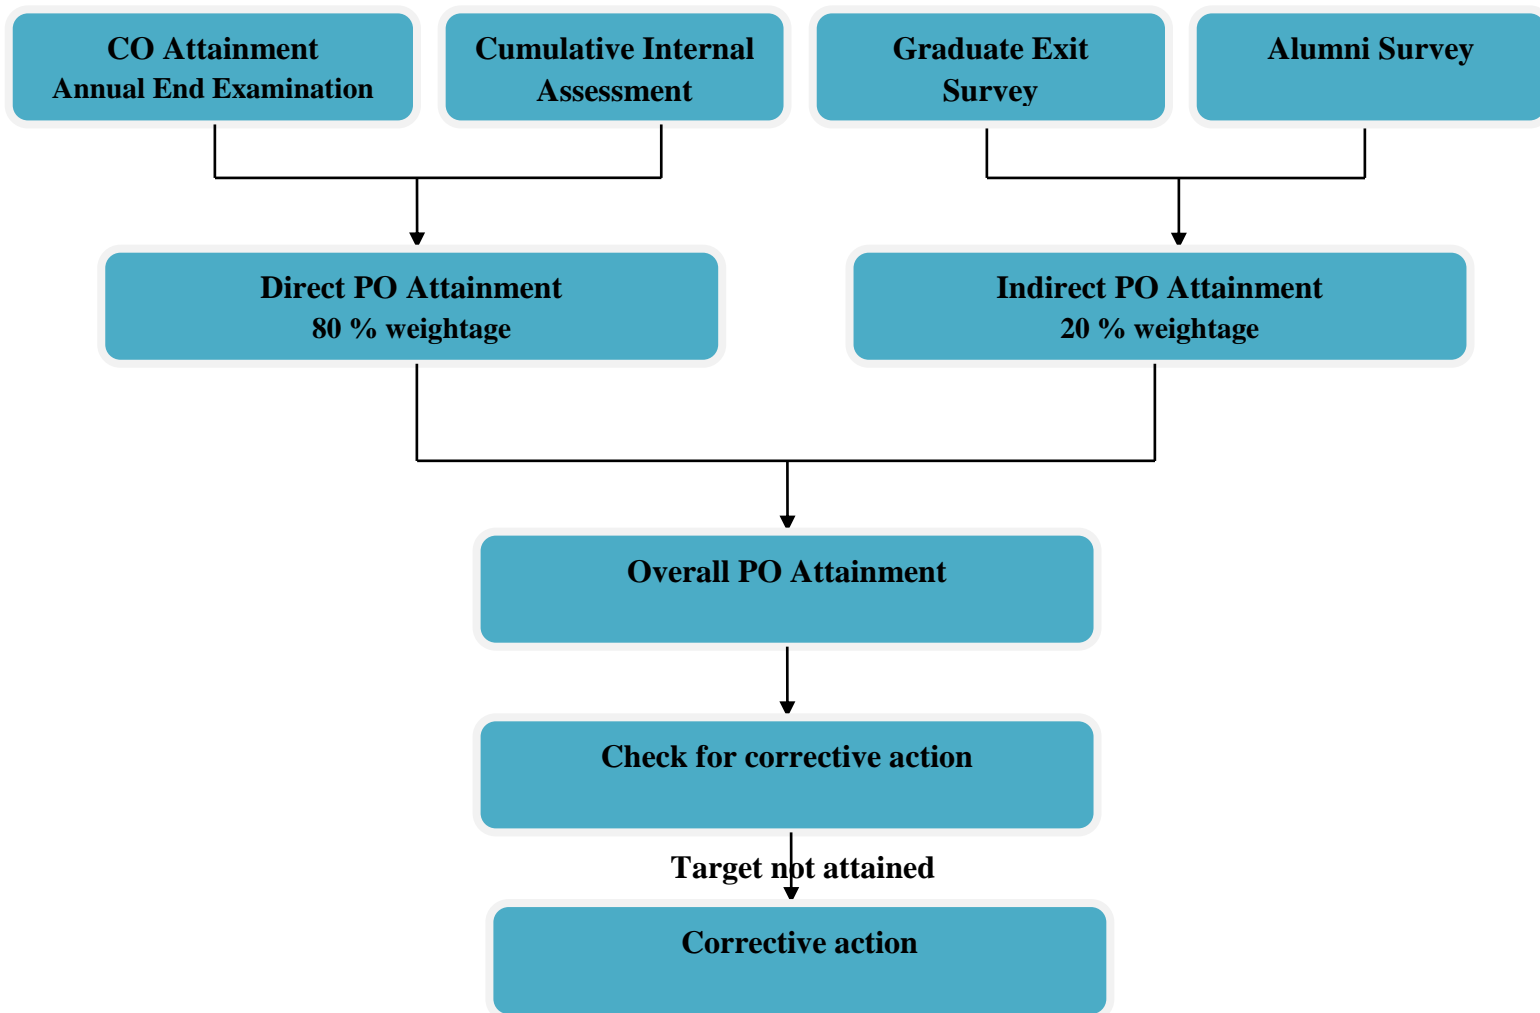 CO Attainment
Annual End Examination
Cumulative Internal
Assessment
Graduate Exit
Survey
Alumni Survey
Direct PO Attainment
80 % weightage
Indirect PO Attainment
20 % weightage
Overall PO Attainment
Check for corrective action
Target not attained
Corrective action